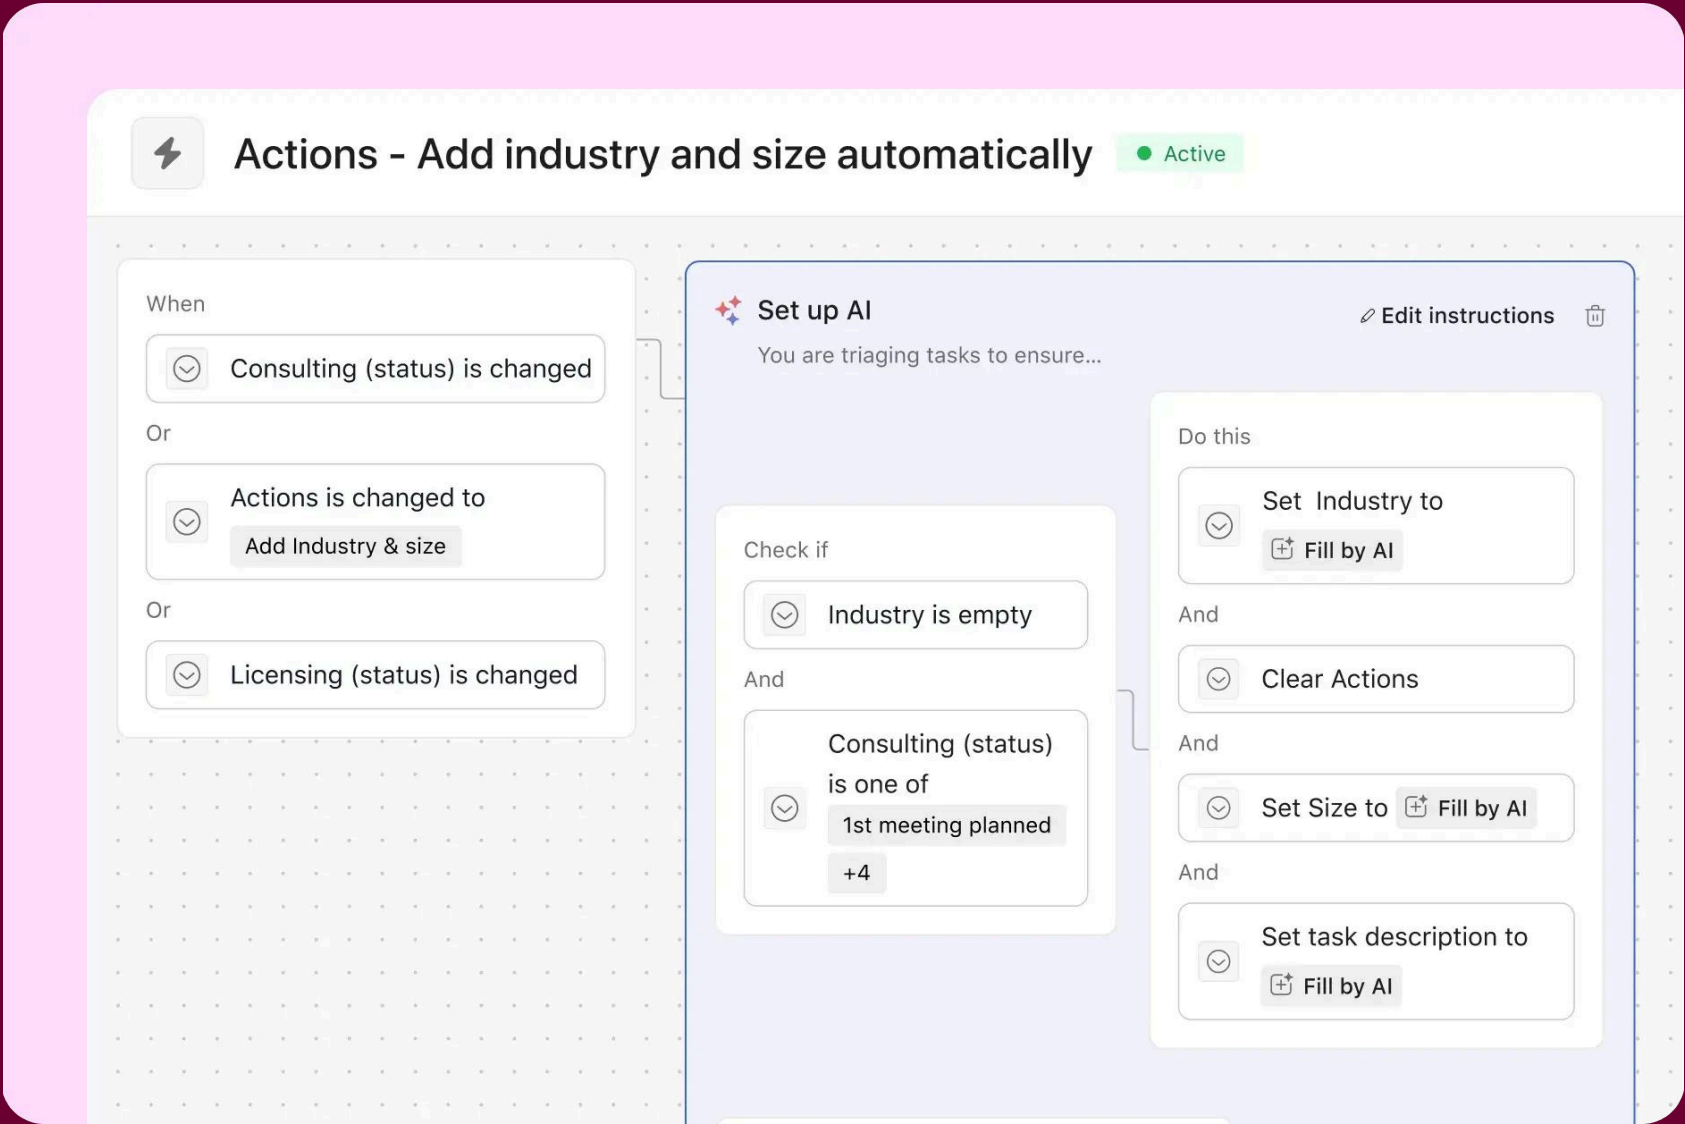 Actions - Add industry and size automatically
Active
When
Consulting (status) is changed
Or
Actions is changed to
Add Industry & size
Or
Licensing (status) is changed
Set up AI
Edit instructions
You are triaging tasks to ensure...
Check if
Industry is empty
And
Consulting (status)
is one of
1st meeting planned
+4
Do this
Set Industry to
Fill by AI
And
Clear Actions
And
Set Size to Fill by AI
And
Set task description to
Fill by AI